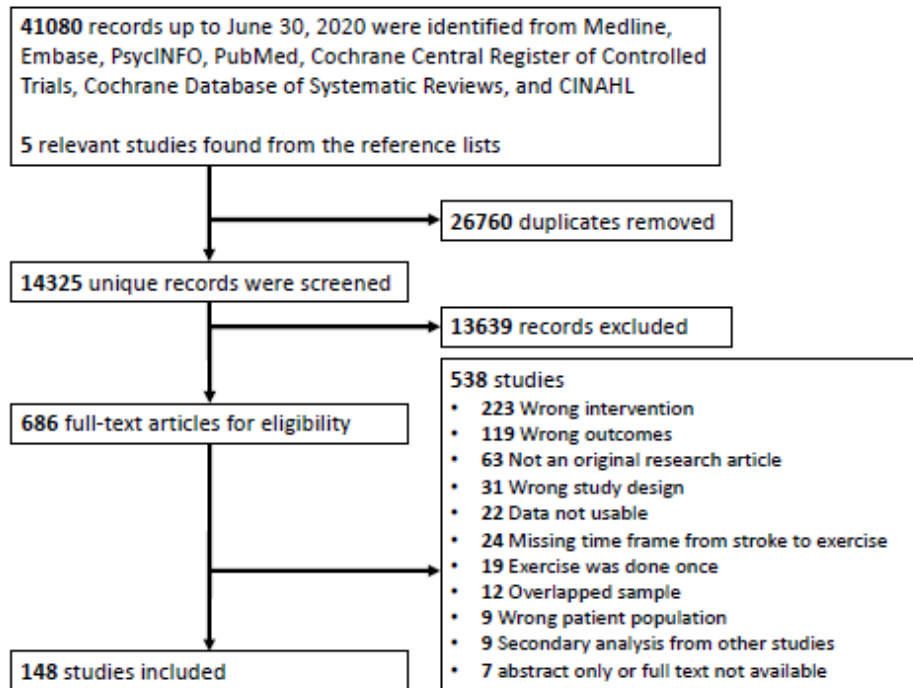 41080 records up to June 30, 2020 were identified from Medline,
Embase, PsycINFO, PubMed, Cochrane Central Register of Controlled
Trials, Cochrane Database of Systematic Reviews, and CINAHL
5 relevant studies found from the reference lists
26760 duplicates removed
14325 unique records were screened
13639 records excluded
686 full-text articles for eligibility
538 studies
• 223 Wrong intervention
• 119 Wrong outcomes
• 63 Not an original research article
• 31 Wrong study design
• 22 Data not usable
• 24 Missing time frame from stroke to exercise
• 19 Exercise was done once
• 12 Overlapped sample
• 9 Wrong patient population
• 9 Secondary analysis from other studies
• 7 abstract only or full text not available
148 studies included